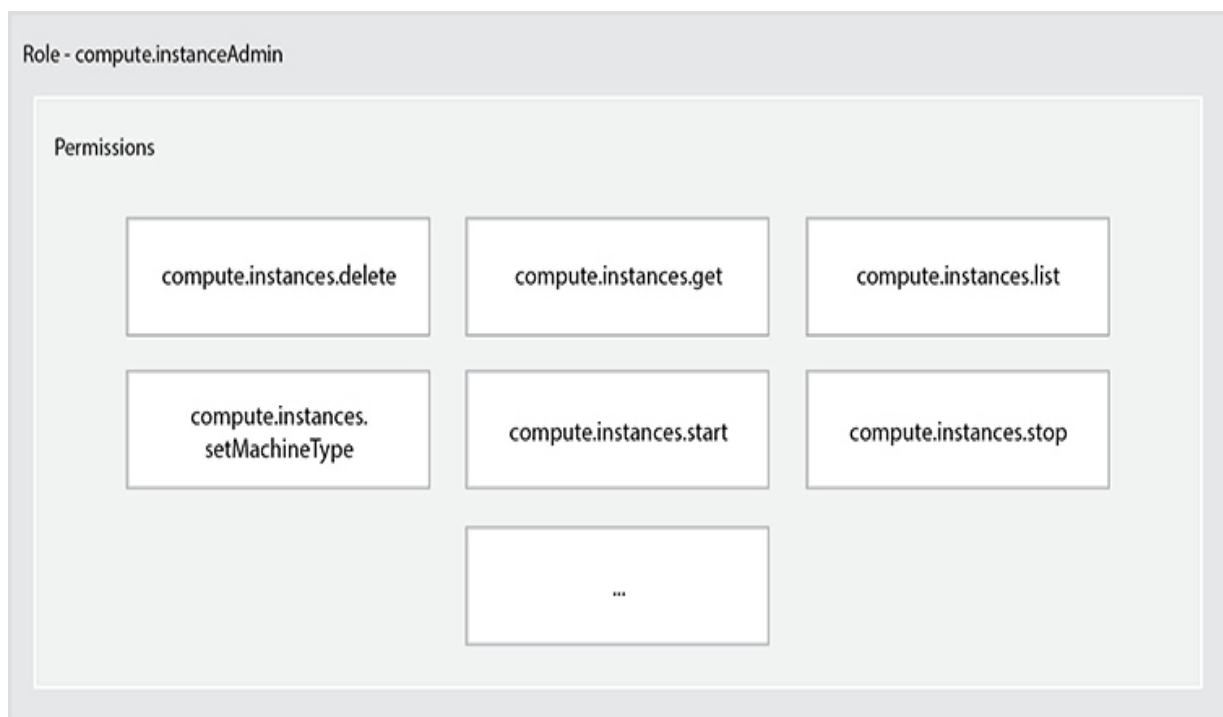 Role - compute.instanceAdmin
Permissions
compute.instances.delete
compute.instances.get
compute.instances.list
compute.instances.
setMachineType
compute.instances.start
compute.instances.stop
...